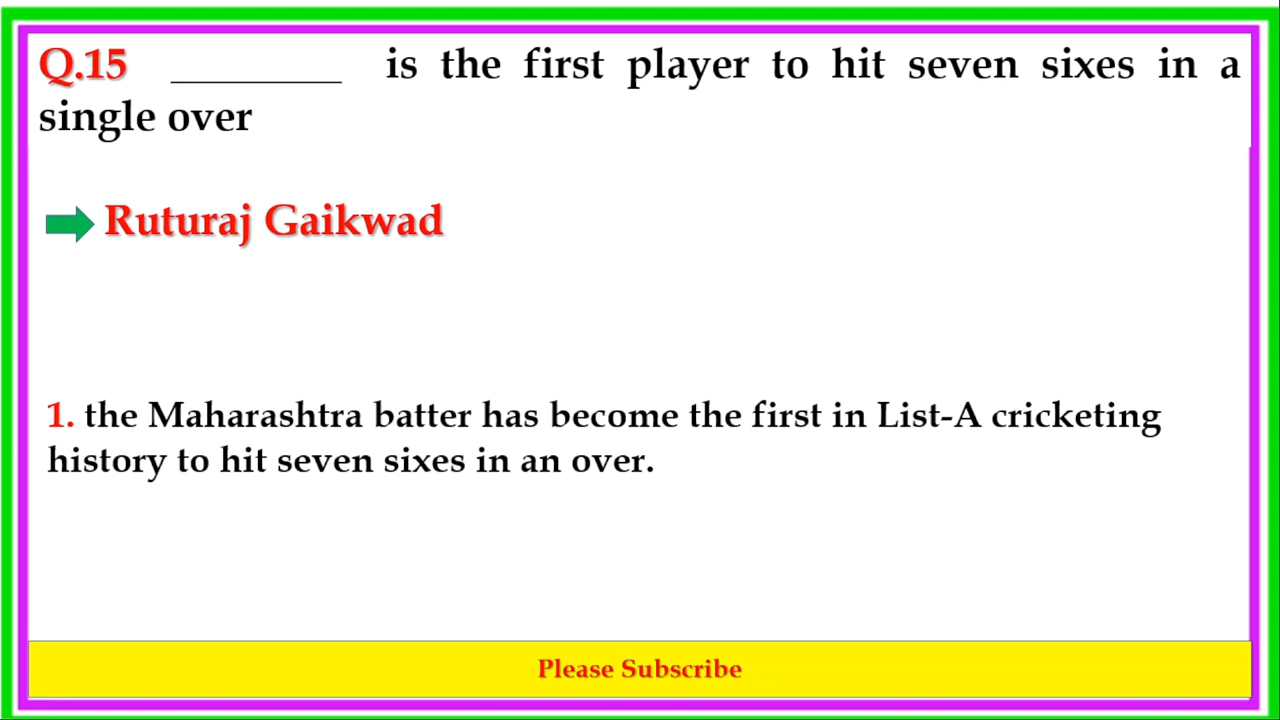 Q.15 ________ is the first player to hit seven sixes in a
single over
Ruturaj Gaikwad
1. the Maharashtra batter has become the first in List-A cricketing
history to hit seven sixes in an over.
Please Subscribe